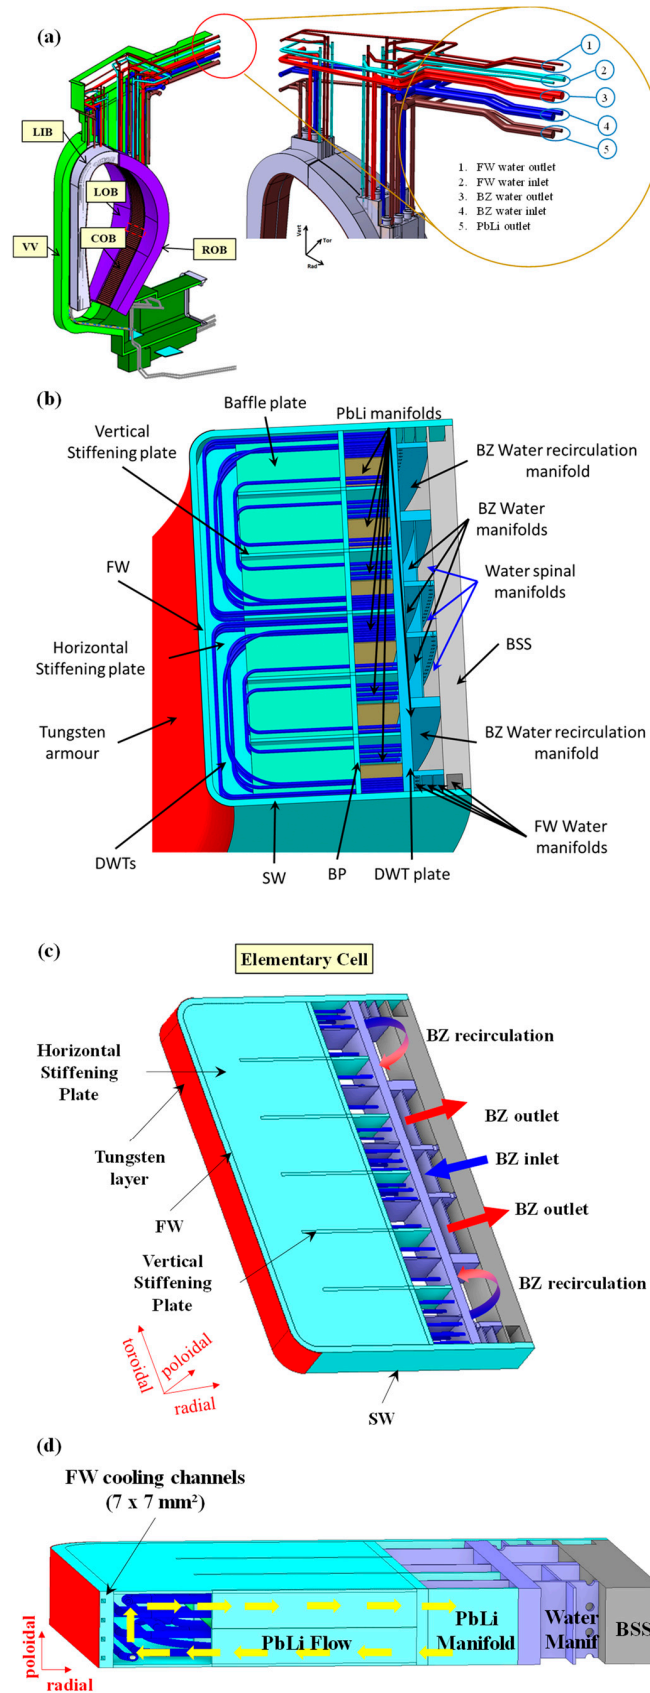 (a)
LIB
LOB
VV
COB
ROB
1
2
3
4
5
1. FW water outlet
2. FW water inlet
3. BZ water outlet
4. BZ water inlet
5. PbLi outlet
Vert
Tor
Rad
(b)
Baffle plate
PbLi manifolds
Vertical
Stiffening plate
BZ Water recirculation
manifold
BZ Water
manifolds
FW
Water spinal
manifolds
Horizontal
Stiffening plate
BSS
Tungsten
armour
BZ Water recirculation
manifold
DWTs
SW
BP
DWT plate
FW Water
manifolds
(c)
Elementary Cell
BZ recirculation
Horizontal
Stiffening
Plate
BZ outlet
BZ inlet
Tungsten
layer
BZ outlet
FW
Vertical
Stiffening
Plate
BZ recirculation
toroidal
poloidal
radial
SW
(d)
FW cooling channels
(7 x 7 mm²)
PbLi Flow
PbLi
Manifold
Water
Manif
BSS
poloidal
radial